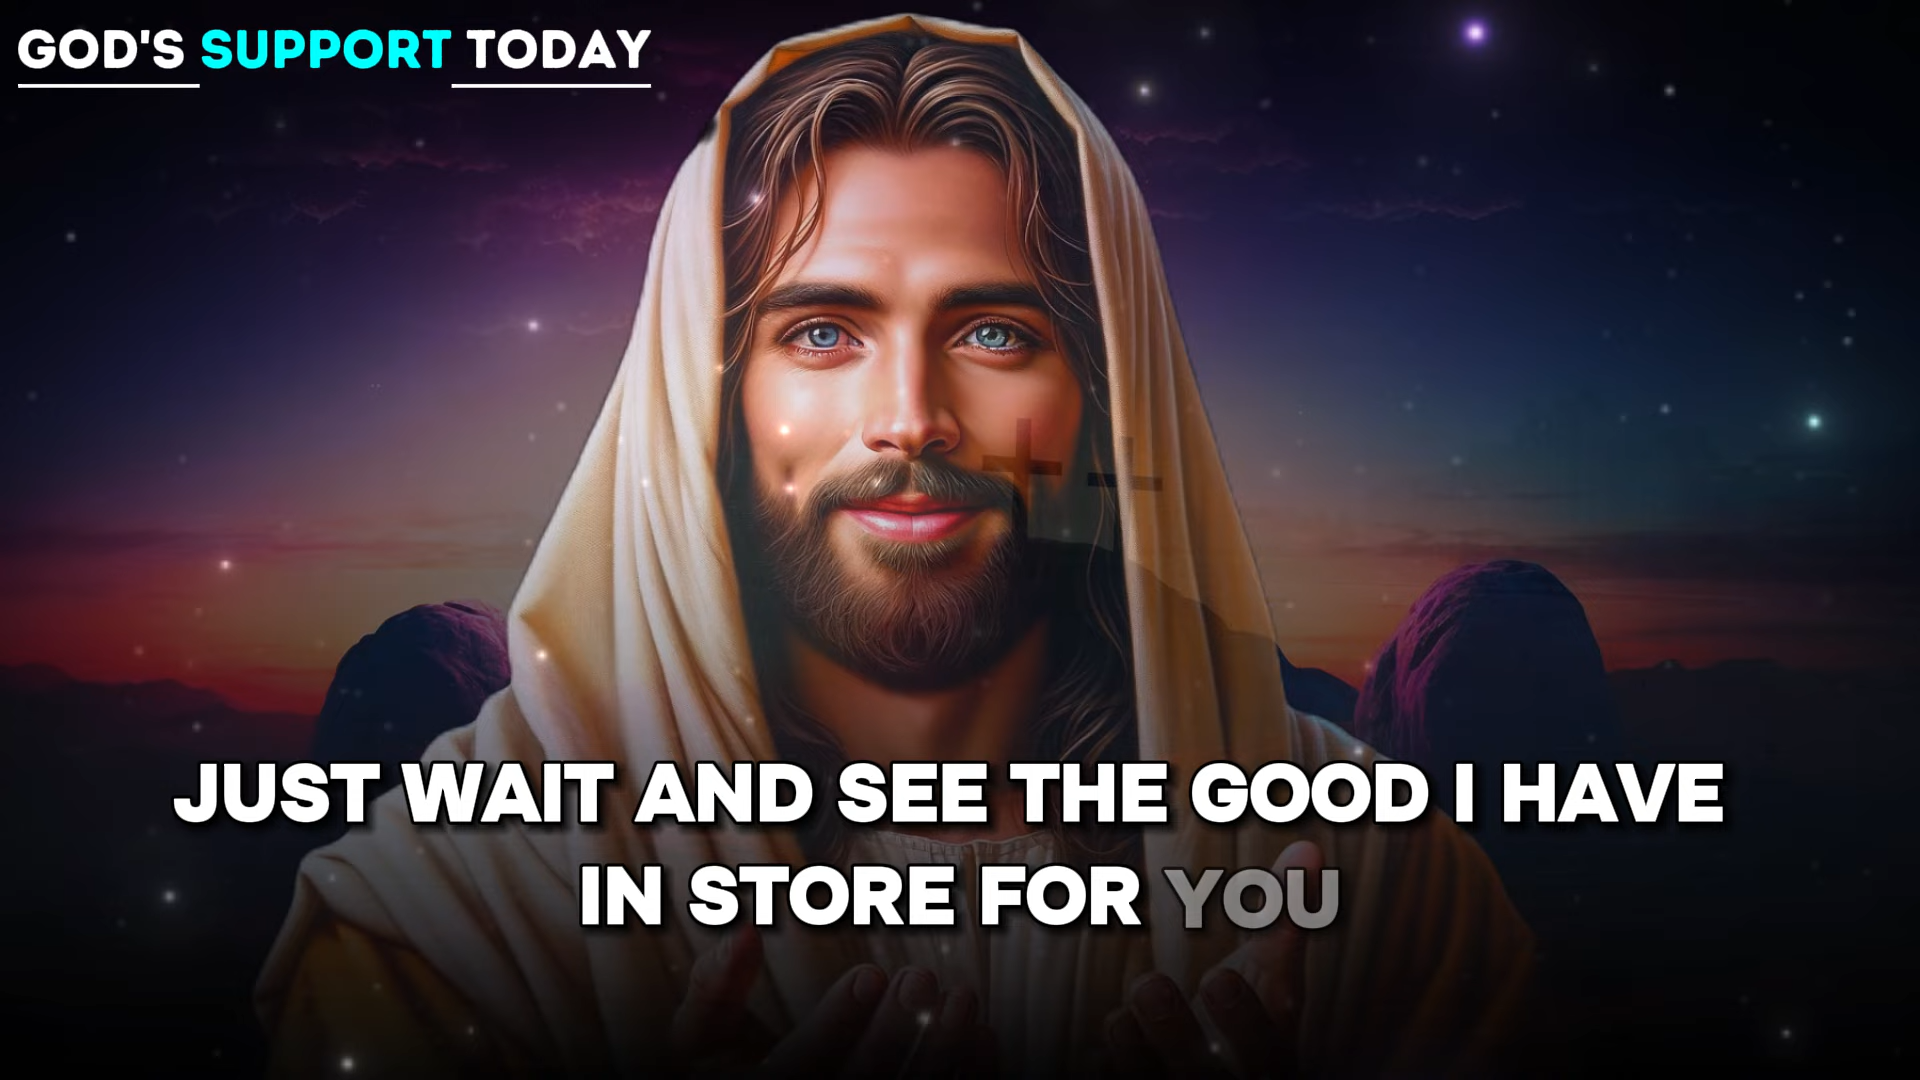 GOD'S SUPPORT TODAY
JUST WAIT AND SEE THE GOOD I HAVE
IN STORE FOR YOU